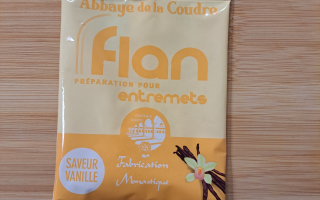 Abbaye de la Coudre
flan
PRÉPARATION POUR
entremets
SAVEUR
VANILLE
Fabrication
Monastique